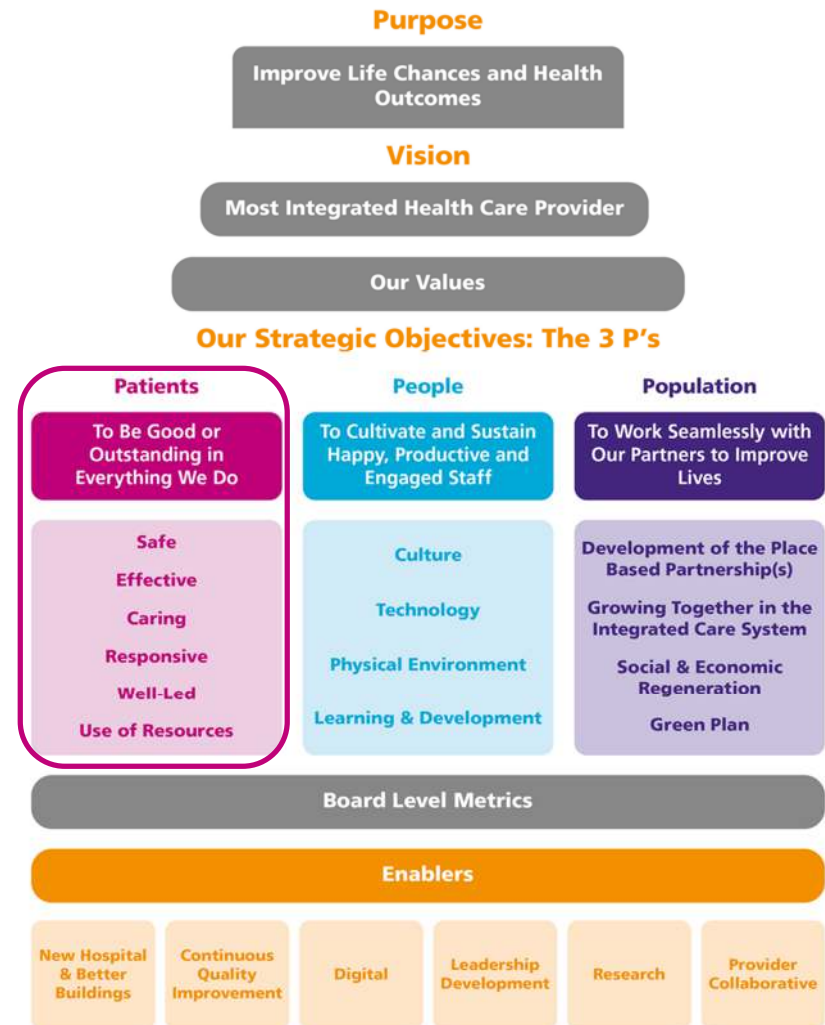 Purpose
Improve Life Chances and Health
Outcomes
Vision
Most Integrated Health Care Provider
Our Values
Our Strategic Objectives: The 3 P's
Patients
To Be Good or
Outstanding in
Everything We Do
Safe
Effective
Caring
Responsive
Well-Led
Use of Resources
People
To Cultivate and Sustain
Happy, Productive and
Engaged Staff
Culture
Technology
Physical Environment
Learning & Development
Population
To Work Seamlessly with
Our Partners to Improve
Lives
Development of the Place
Based Partnership(s)
Growing Together in the
Integrated Care System
Social & Economic
Regeneration
Green Plan
Board Level Metrics
Enablers
New Hospital
& Better
Buildings
Continuous
Quality
Improvement
Digital
Leadership
Development
Research
Provider
Collaborative